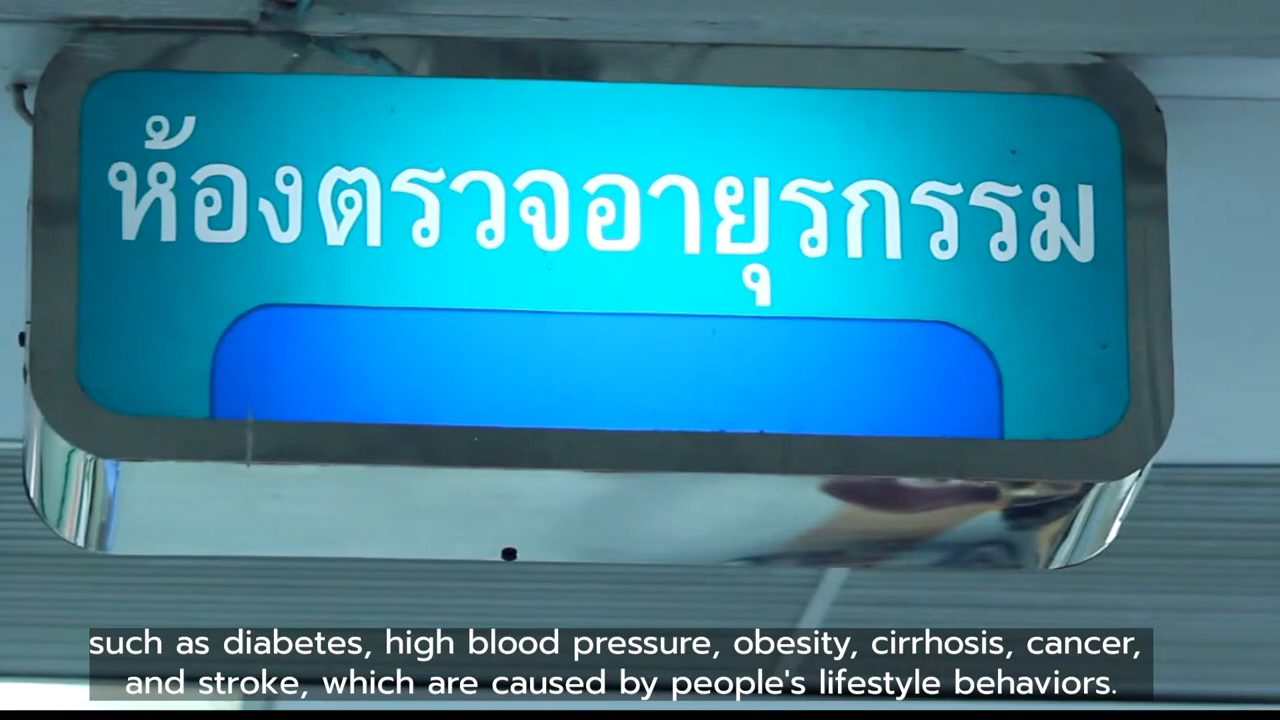 ห้องตรวจอายุรกรรม
such as diabetes, high blood pressure, obesity, cirrhosis, cancer,
and stroke, which are caused by people's lifestyle behaviors.